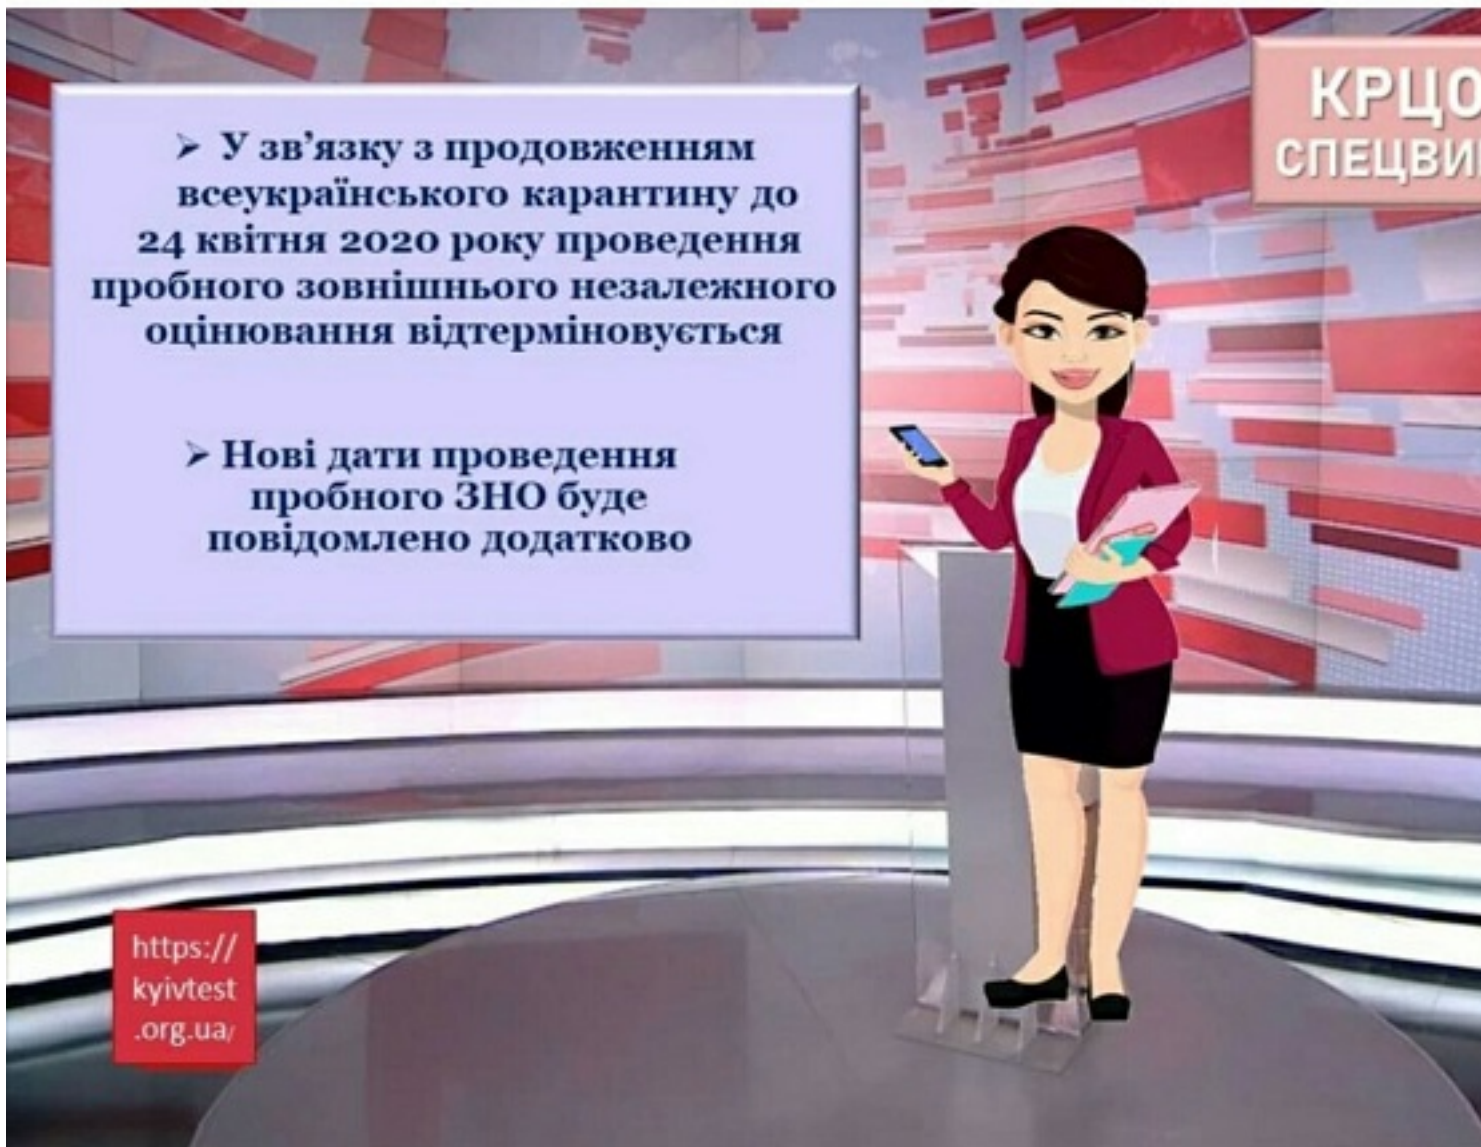 ➢ У зв’язку з продовженням
всеукраїнського карантину до
24 квітня 2020 року проведення
пробного зовнішнього незалежного
оцінювання відтерміновується
➢ Нові дати проведення
пробного ЗНО буде
повідомлено додатково
КРЦО
https://
kyivtest
.org.ua/